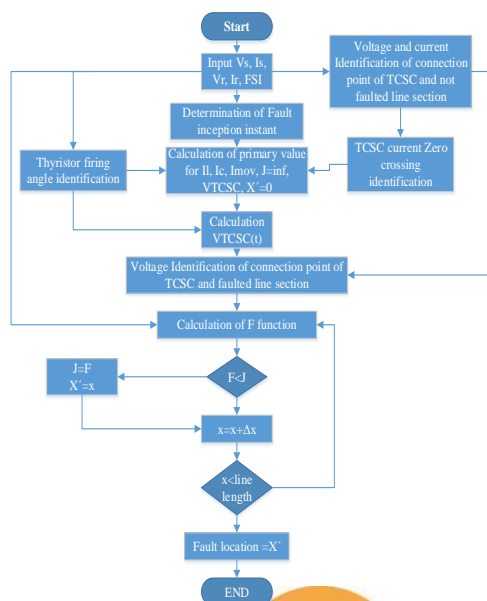 Start
Input Vs, Is,
Vr, Ir, FSI
Voltage and current
Identification of connection
point of TCSC and not
faulted line section
Determination of Fault
inception instant
Thyristor firing
angle identification
Calculation of primary value
for Il, Ic, Imov, J=inf,
VTCSC, X´=0
TCSC current Zero
crossing
identification
Calculation
VTCSC(t)
Voltage Identification of connection point of
TCSC and faulted line section
Calculation of F function
J=F
X´=x
F<J
x=x+Δx
x<line
length
Fault location =X´
END